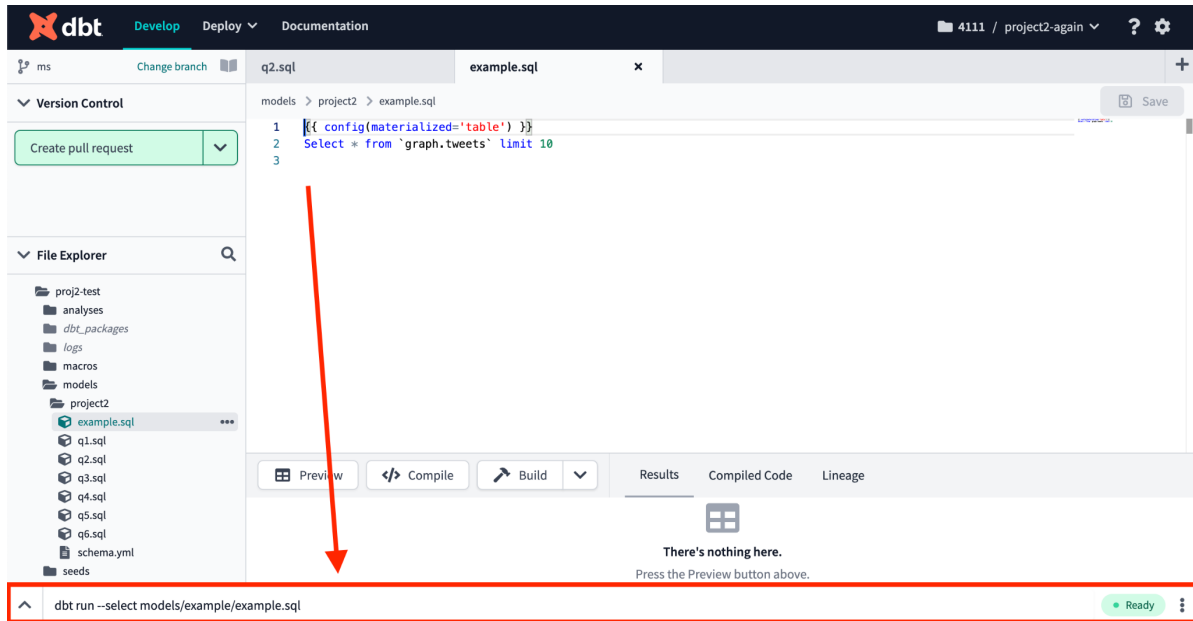 dbt Develop Deploy Documentation 4111 / project2-again ?
ms Change branch
q2.sql example.sql × +
Version Control
models > project2 > example.sql Save
Create pull request
1 {{ config(materialized='table') }}
2 Select * from `graph.tweets` limit 10
3
File Explorer
proj2-test
analyses
dbt_packages
logs
macros
models
project2
example.sql •••
q1.sql
q2.sql
q3.sql
q4.sql
q5.sql
q6.sql
schema.yml
seeds
Preview </> Compile Build Results Compiled Code Lineage
There's nothing here.
Press the Preview button above.
dbt run --select models/example/example.sql Ready